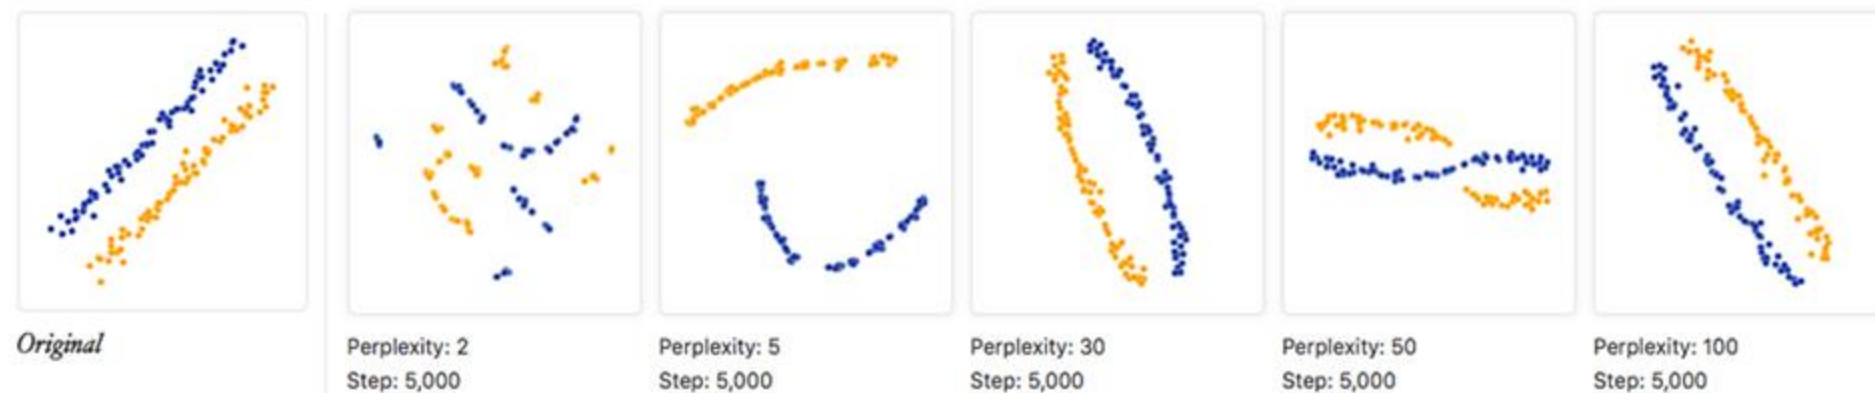 Original
Perplexity: 2
Step: 5,000
Perplexity: 5
Step: 5,000
Perplexity: 30
Step: 5,000
Perplexity: 50
Step: 5,000
Perplexity: 100
Step: 5,000